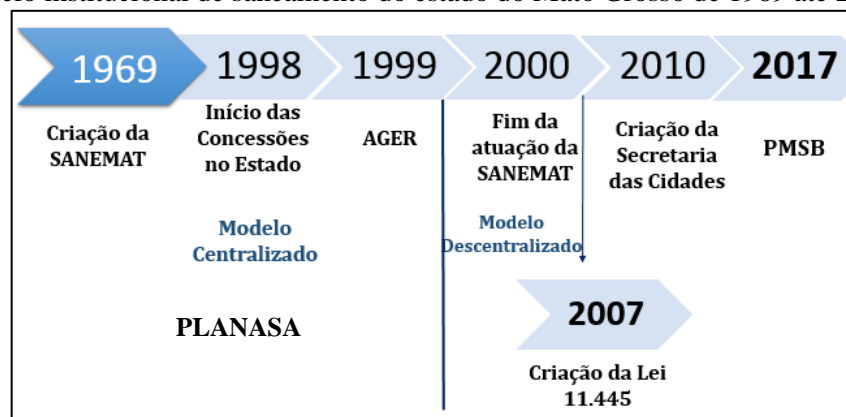 1969
1998
1999
2000
2010
2017
Criação da
SANEMAT
Início das
Concessões
no Estado
AGER
Fim da
atuação da
SANEMAT
Criação da
Secretaria
das Cidades
PMSB
Modelo
Centralizado
Modelo
Descentralizado
PLANASA
2007
Criação da Lei
11.445